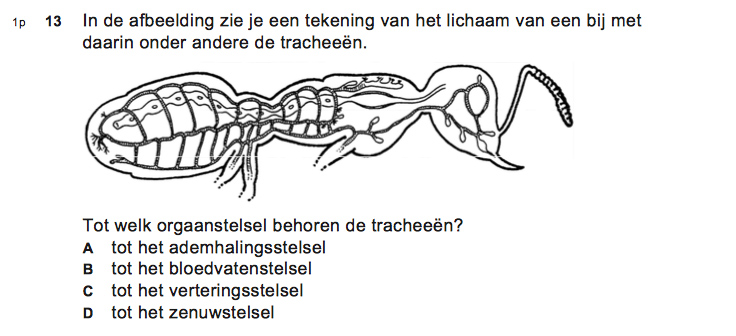 1p 13 In de afbeelding zie je een tekening van het lichaam van een bij met
daarin onder andere de tracheeën.
Tot welk orgaanstelsel behoren de tracheeën?
A tot het ademhalingsstelsel
B tot het bloedvatenstelsel
C tot het verteringsstelsel
D tot het zenuwstelsel